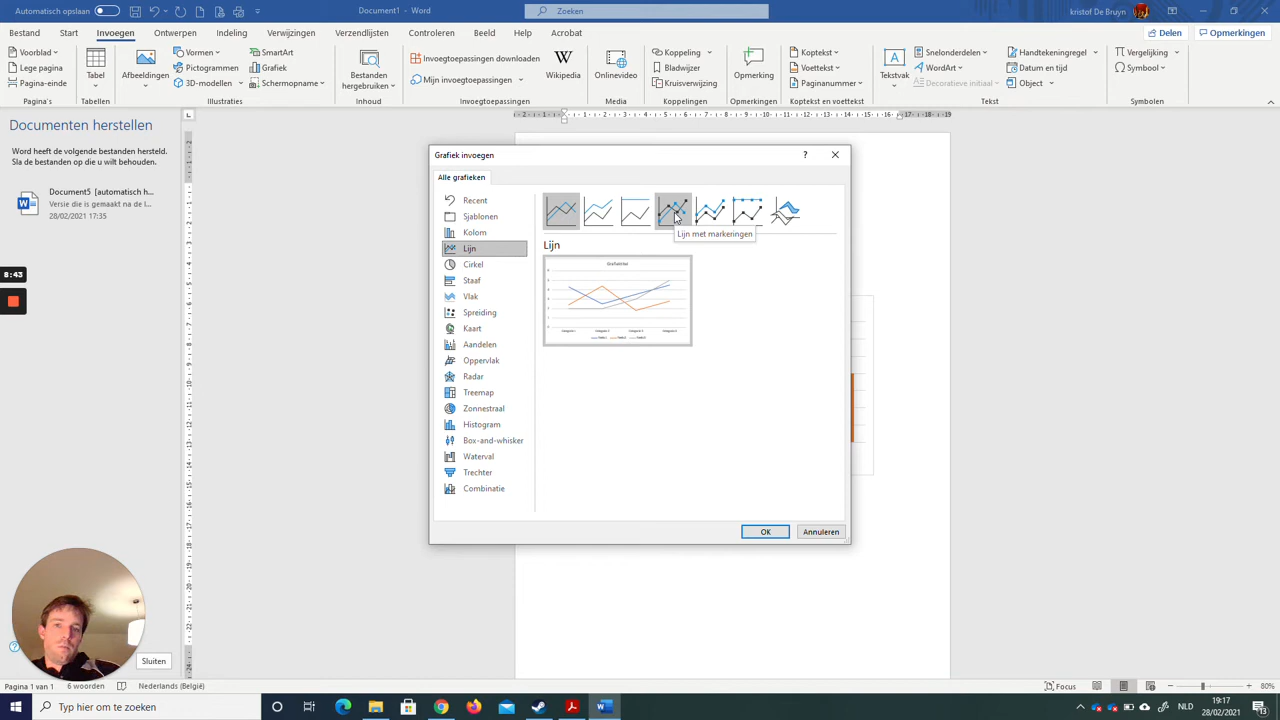 Automatisch opslaan
Document1 - Word
Zoeken
kristof De Bruyn
Bestand
Start
Invoegen
Ontwerpen
Indeling
Verwijzingen
Verzendlijsten
Controleren
Beeld
Help
Acrobat
Delen
Opmerkingen
Voorblad
Lege pagina
Pagina-einde
Pagina's
Tabel
Tabellen
Afbeeldingen
Vormen
Pictogrammen
3D-modellen
SmartArt
Grafiek
Schermopname
Illustraties
Bestanden
hergebruiken
Inhoud
Invoegtoepassingen downloaden
Mijn invoegtoepassingen
Invoegtoepassingen
W
Wikipedia
Onlinevideo
Media
Koppeling
Bladwijzer
Kruisverwijzing
Koppelingen
Opmerking
Opmerkingen
Koptekst
Voettekst
Paginanummer
Koptekst en voettekst
Tekstvak
Snelonderdelen
WordArt
Decoratieve initiaal
Handtekeningregel
Datum en tijd
Object
Tekst
Vergelijking
Symbool
Symbolen
Documenten herstellen
Word heeft de volgende bestanden hersteld.
Sla de bestanden op die u wilt behouden.
Document5 [automatisch h...
Versie die is gemaakt na de l...
28/02/2021 17:35
8:43
Grafiek invoegen
?
Alle grafieken
Recent
Sjablonen
Kolom
Lijn
Cirkel
Staaf
Vlak
Spreiding
Kaart
Aandelen
Oppervlak
Radar
Treemap
Zonnestraal
Histogram
Box-and-whisker
Waterval
Trechter
Combinatie
Lijn met markeringen
Lijn
Grafiektitel
OK
Annuleren
Sluiten
Pagina 1 van 1
6 woorden
Nederlands (België)
Focus
80%
Typ hier om te zoeken
NLD
19:17
28/02/2021